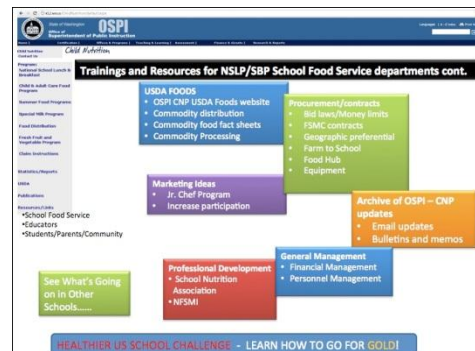 State of Washington
OSPI
Office of
Superintendent of Public Instruction
Child Nutrition
Contact Us
Child Nutrition
Program:
National School Lunch &
Breakfast
Child & Adult Care Food
Program
Summer Food Programs
Special Milk Program
Food Distribution
Fresh Fruit and
Vegetable Program
Claim Instructions
Statistics/Reports
USDA
Publications
Resources/Links
•School Food Service
•Educators
•Students/Parents/Community
Trainings and Resources for NSLP/SBP School Food Service departments cont.
USDA FOODS
• OSPI CNP USDA Foods website
• Commodity distribution
• Commodity food fact sheets
• Commodity Processing
Procurement/contracts
• Bid laws/Money limits
• FSMC contracts
• Geographic preferential
• Farm to School
• Food Hub
• Equipment
Marketing Ideas
• Jr. Chef Program
• Increase participation
Archive of OSPI – CNP
updates
• Email updates
• Bulletins and memos
General Management
• Financial Management
• Personnel Management
Professional Development
• School Nutrition
Association
• NFSMI
See What's Going
on in Other
Schools......
HEALTHIER US SCHOOL CHALLENGE - LEARN HOW TO GO FOR GOLD!